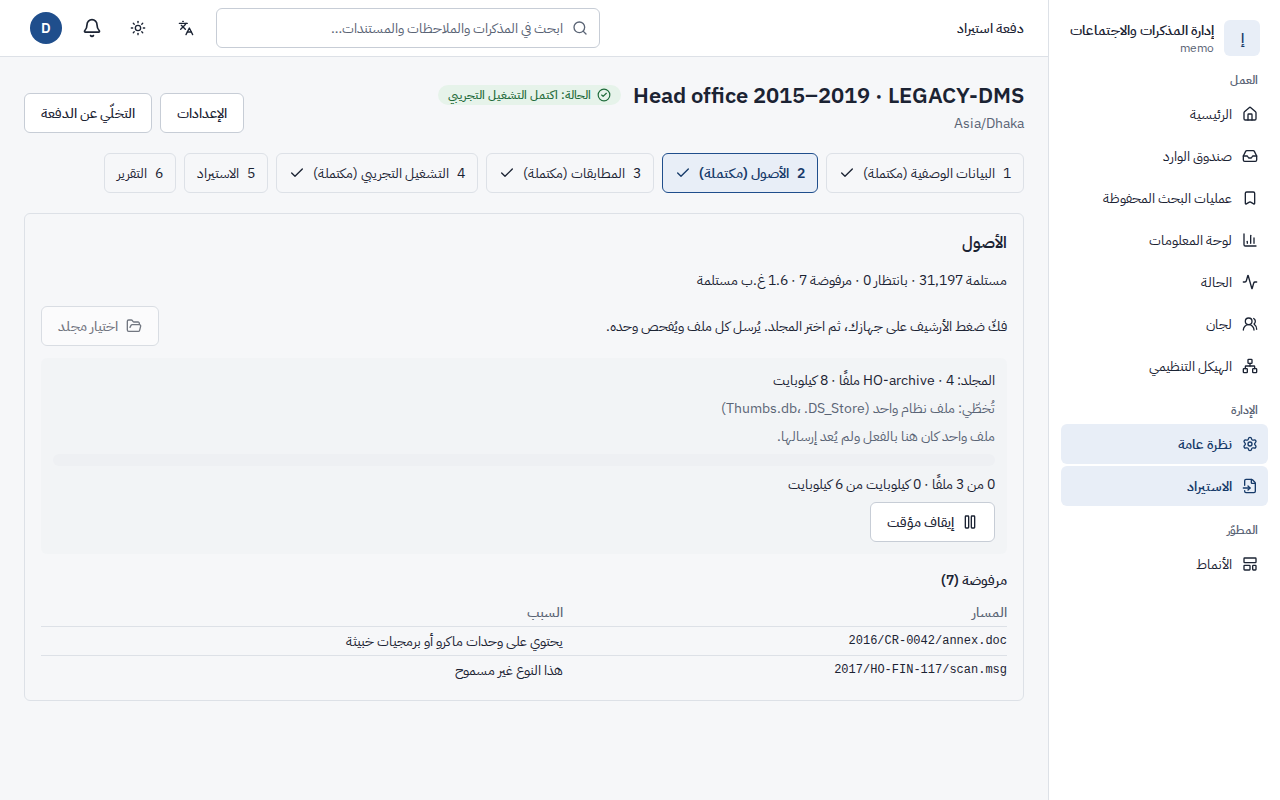 إدارة المذكرات والاجتماعات
memo
إ
العمل
الرئيسية
صندوق الوارد
عمليات البحث المحفوظة
لوحة المعلومات
الحالة
لجان
الهيكل التنظيمي
الإدارة
نظرة عامة
الاستيراد
المطوّر
الأنماط
دفعة استيراد
ابحث في المذكرات والملاحظات والمستندات...
D
Head office 2015–2019 · LEGACY-DMS
الحالة: اكتمل التشغيل التجريبي
Asia/Dhaka
الإعدادات
التخلّي عن الدفعة
1 البيانات الوصفية (مكتملة)
2 الأصول (مكتملة)
3 المطابقات (مكتملة)
4 التشغيل التجريبي (مكتملة)
5 الاستيراد
6 التقرير
الأصول
مستلمة 31,197 · بانتظار 0 · مرفوضة 7 · 1.6 غ.ب مستلمة
فكّ ضغط الأرشيف على جهازك، ثم اختر المجلد. يُرسل كل ملف ويُفحص وحده.
اختيار مجلد
المجلد: HO-archive · 4 ملفًا · 8 كيلوبايت
تُخطّي: ملف نظام واحد (Thumbs.db، .DS_Store)
ملف واحد كان هنا بالفعل ولم يُعد إرسالها.
0 من 3 ملفًا · 0 كيلوبايت من 6 كيلوبايت
إيقاف مؤقت
مرفوضة (7)
المسار السبب
2016/CR-0042/annex.doc يحتوي على وحدات ماكرو أو برمجيات خبيثة
2017/HO-FIN-117/scan.msg هذا النوع غير مسموح